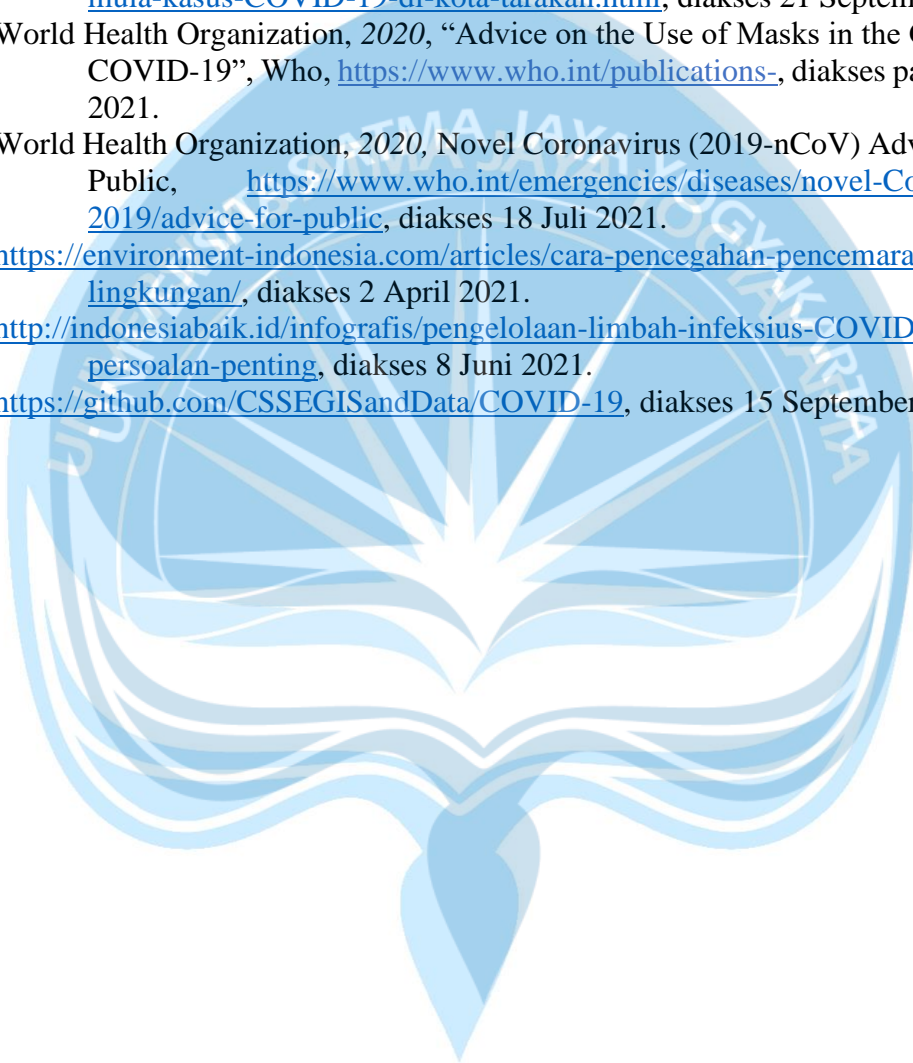 mula-kasus-COVID-19-di-kota-tarakan.html, diakses 21 Septem
World Health Organization, 2020, “Advice on the Use of Masks in the
COVID-19”, Who, https://www.who.int/publications-, diakses pa
2021.
World Health Organization, 2020, Novel Coronavirus (2019-nCoV) Adv
Public, https://www.who.int/emergencies/diseases/novel-Co
2019/advice-for-public, diakses 18 Juli 2021.
https://environment-indonesia.com/articles/cara-pencegahan-pencemara
lingkungan/, diakses 2 April 2021.
http://indonesiabaik.id/infografis/pengelolaan-limbah-infeksius-COVID
persoalan-penting, diakses 8 Juni 2021.
https://github.com/CSSEGISandData/COVID-19, diakses 15 September
UNIVERSITAS ATMA JAYA YOGYAKARTA